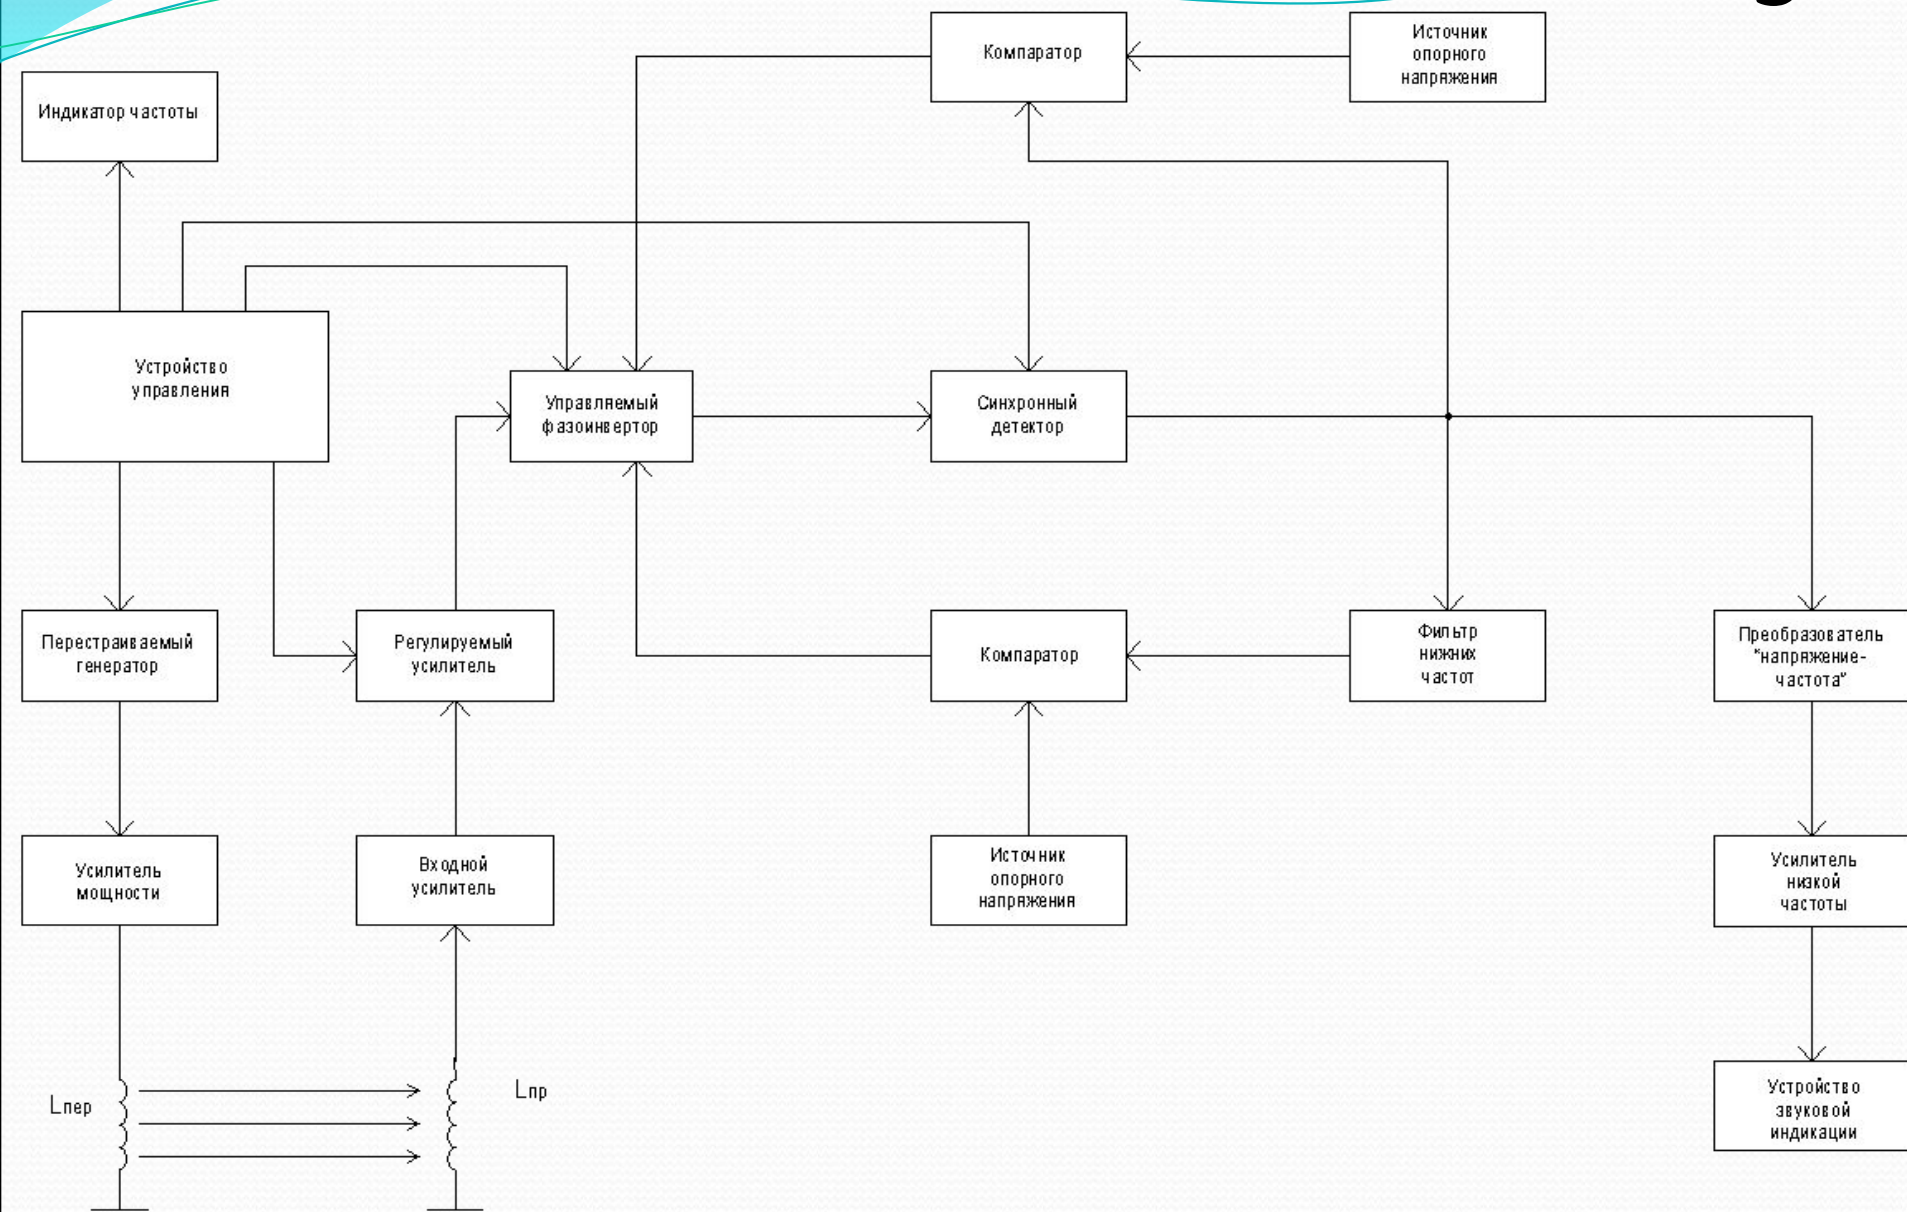 Компаратор
Источник
опорного
напряжения
Индикатор частоты
Устройство
управления
Управляемый
фазоинвертор
Синхронный
детектор
Перестраиваемый
генератор
Регулируемый
усилитель
Компаратор
Фильтр
нижних
частот
Преобразователь
"напряжение-
частота"
Усилитель
мощности
Входной
усилитель
Источник
опорного
напряжения
Усилитель
низкой
частоты
Lпер
Lпр
Устройство
звуковой
индикации